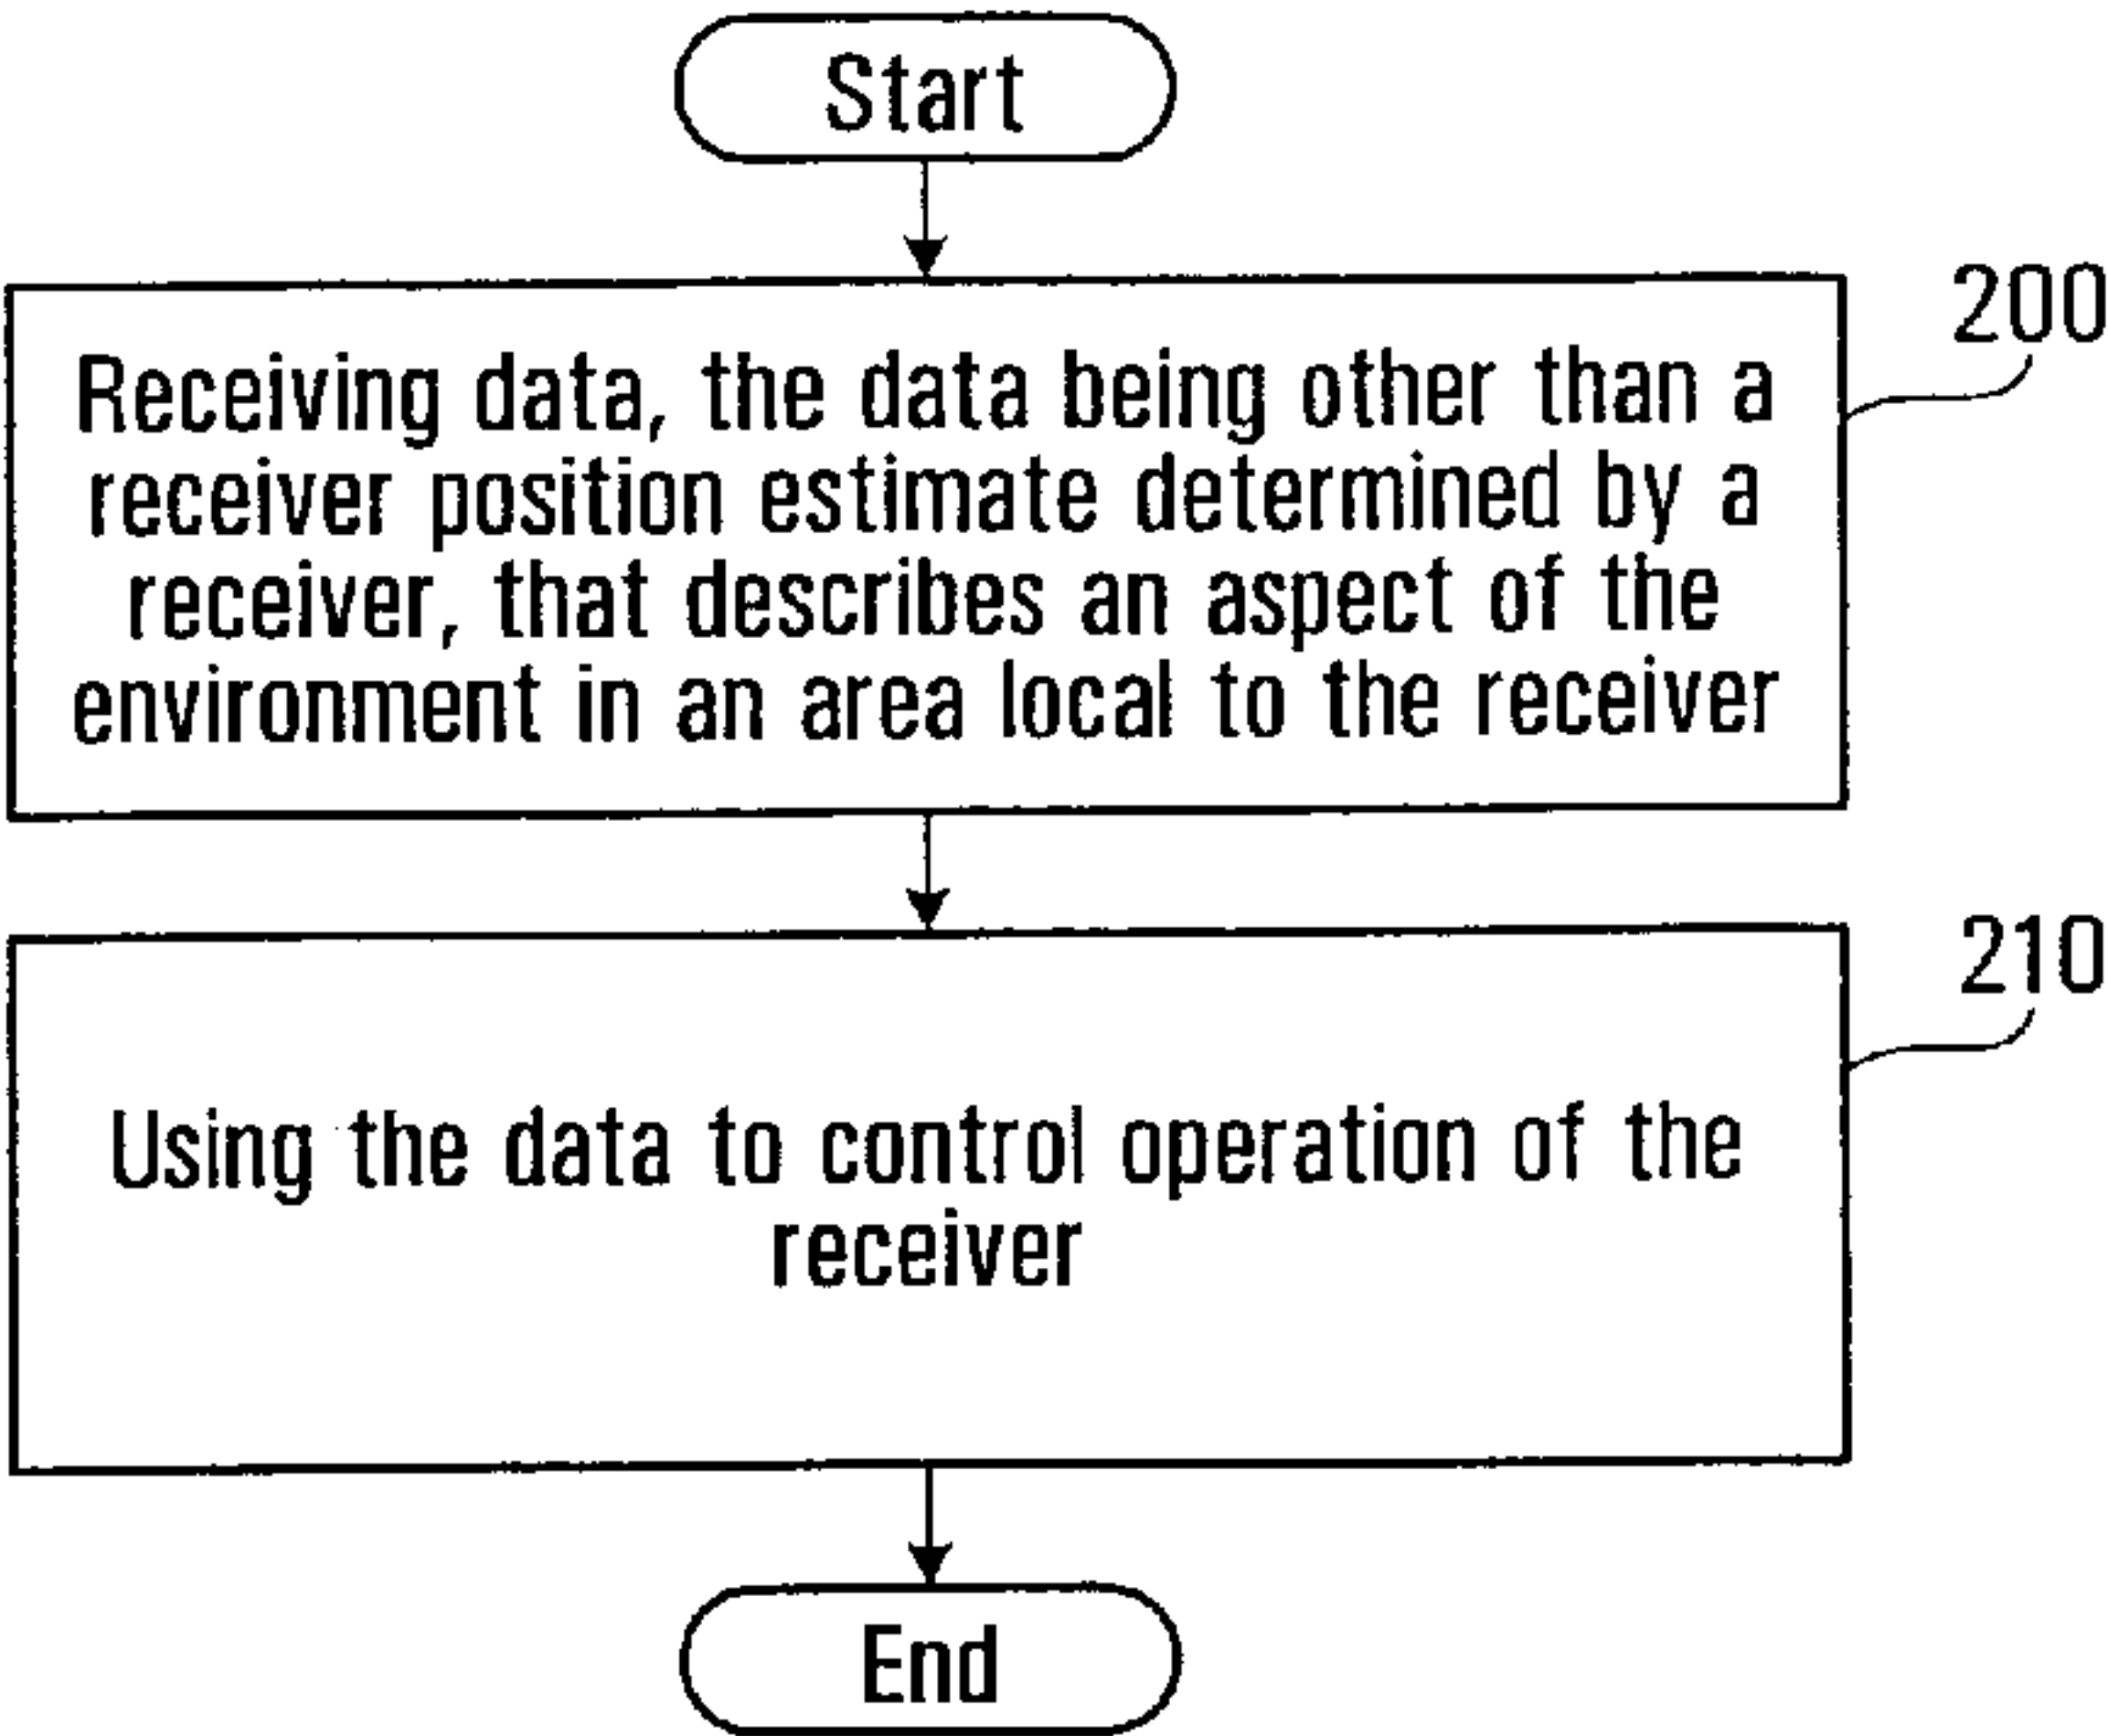 Start
200
Receiving data, the data being other than a
receiver position estimate determined by a
receiver, that describes an aspect of the
environment in an area local to the receiver
210
Using the data to control operation of the
receiver
End